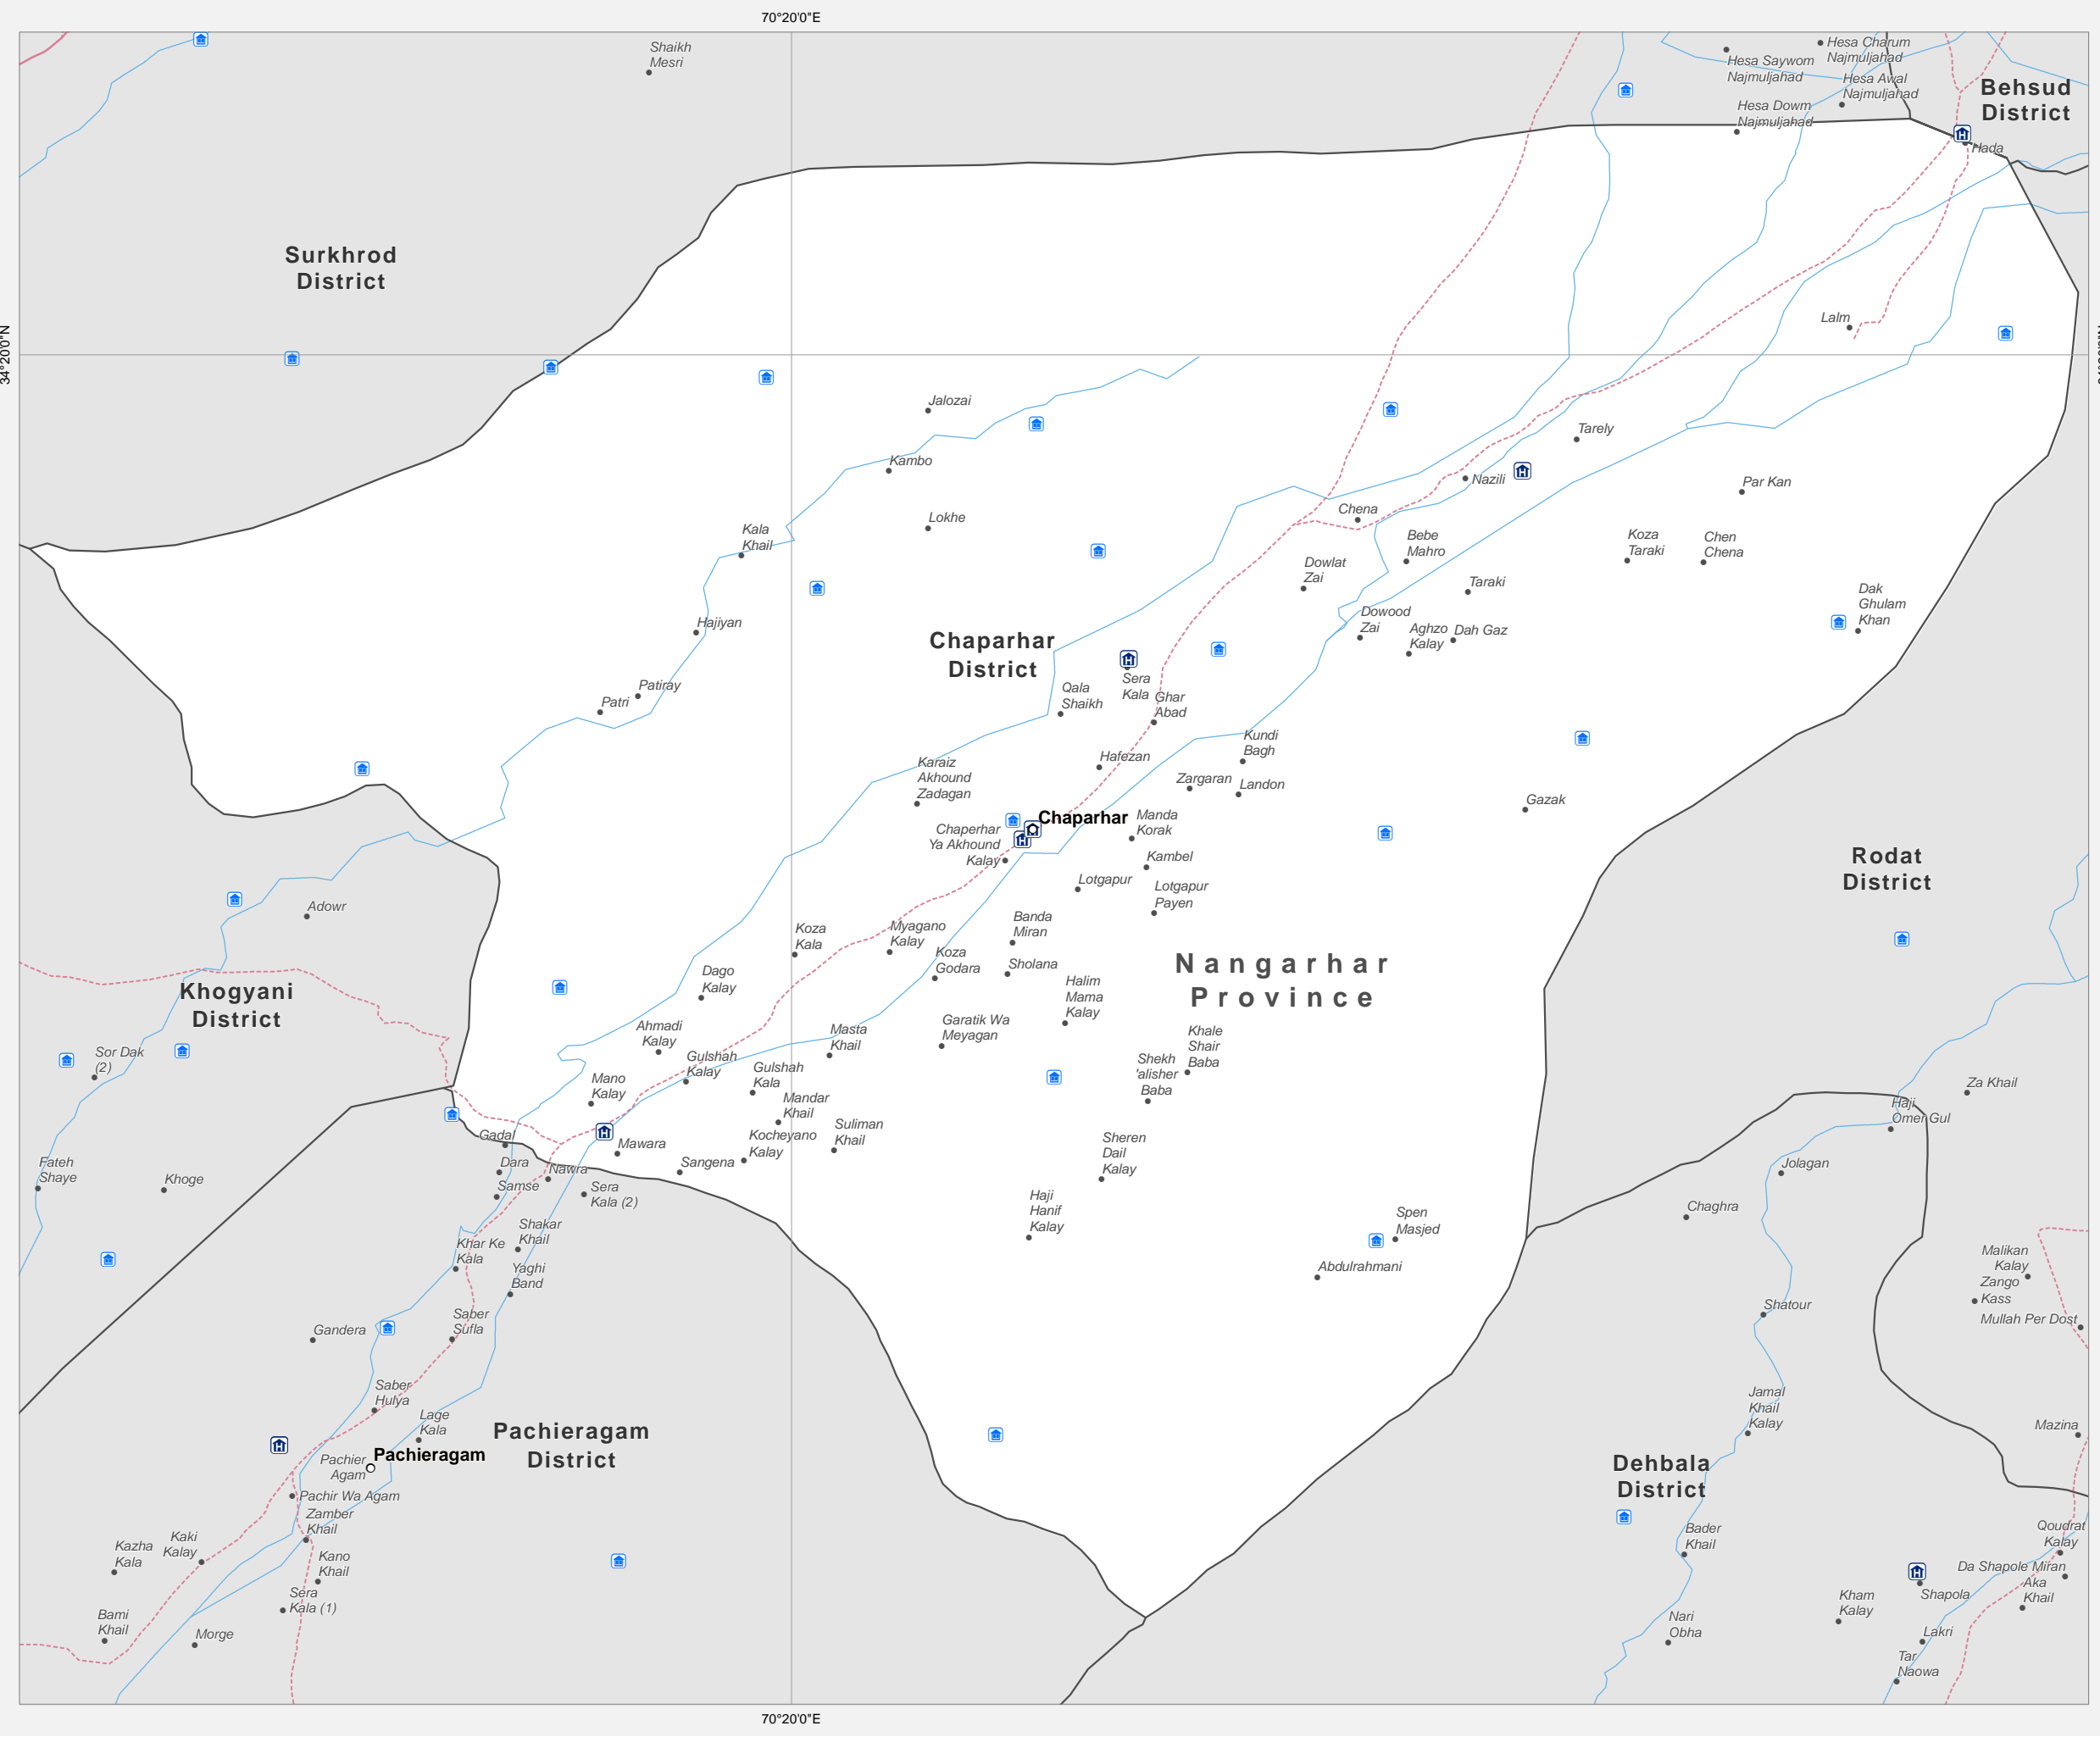 70°20'0"E
Shaikh
Mesri
Hesa Charum
Najmuljahad
Hesa Saywom
Najmuljahad
Hesa Awal
Najmuljahad
Behsud
District
Hesa Dowm
Najmuljahad
Hada
Surkhrod
District
34°20'0"N
Lalm
Jalozai
Tarely
Kambo
Nazili
Par Kan
Lokhe
Chena
Kala
Khail
Bebe
Mahro
Koza
Taraki
Chen
Chena
Dowlat
Zai
Taraki
Dak
Ghulam
Khan
Hajiyan
Dowood
Zai
Aghzo
Kalay
Dah Gaz
Chaparhar
District
Patiray
Patri
Qala
Shaikh
Sera
Kala
Ghar
Abad
Kundi
Bagh
Hafezan
Karaiz
Akhound
Zadagan
Zargaran
Landon
Gazak
Chaparhar
Manda
Korak
Chaperhar
Ya Akhound
Kalay
Kambel
Rodat
District
Lotgapur
Lotgapur
Payen
Adowr
Koza
Kala
Myagano
Kalay
Banda
Miran
Koza
Godara
Sholana
Nangarhar
Province
Dago
Kalay
Khogyani
District
Halim
Mama
Kalay
Ahmadi
Kalay
Masta
Khail
Garatik Wa
Meyagan
Khale
Shair
Baba
Sor Dak
(2)
Gulshah
Kalay
Gulshah
Kala
Shekh
'alisher
Baba
Mano
Kalay
Mandar
Khail
Za Khail
Haji
Omer Gul
Gadal
Mawara
Kocheyano
Kalay
Suliman
Khail
Sheren
Dail
Kalay
Fateh
Shaye
Khoge
Dara
Nawra
Sangena
Jolagan
Samse
Sera
Kala (2)
Haji
Hanif
Kalay
Spen
Masjed
Chaghra
Shakar
Khail
Khar Ke
Kala
Yaghi
Band
Abdulrahmani
Malikan
Kalay
Zango
Kass
Mullah Per Dost
Saber
Sufla
Gandera
Shatour
Saber
Hulya
Lage
Kala
Jamal
Khail
Kalay
Mazina
Pachieragam
District
Pachieragam
Pachier
Agam
Dehbala
District
Pachir Wa Agam
Zamber
Khail
Kaki
Kalay
Kazha
Kala
Kano
Khail
Bader
Khail
Qoudrat
Kalay
Da Shapole Miran
Aka
Khail
Shapola
Sera
Kala (1)
Bami
Khail
Morge
Kham
Kalay
Nari
Obha
Lakri
Tar
Naowa
70°20'0"E